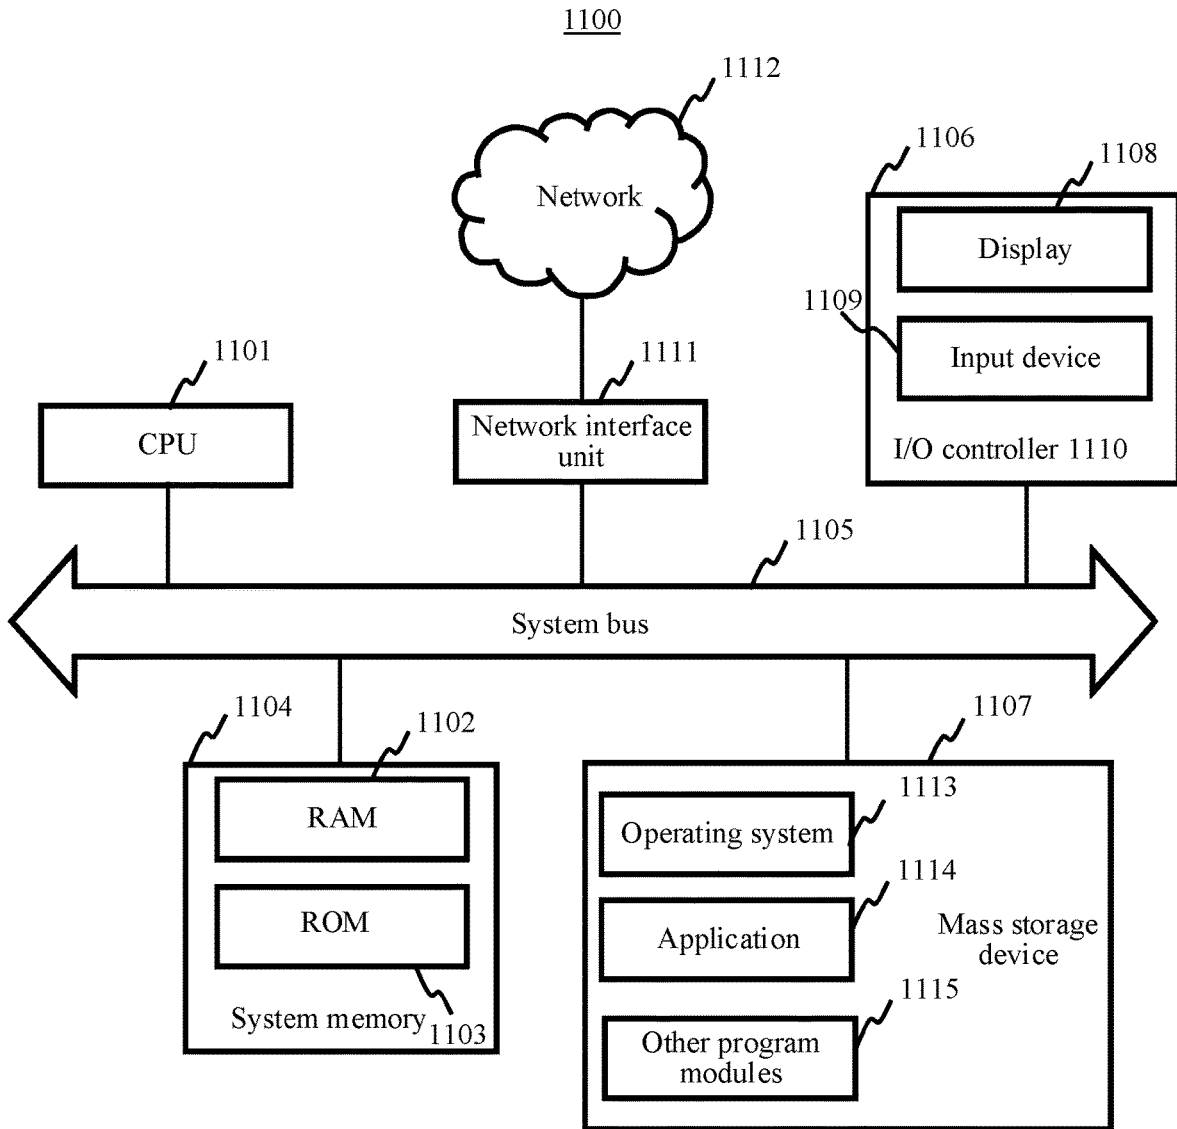 1100
1112
Network
1106
1108
Display
1109
Input device
I/O controller 1110
1101
CPU
1111
Network interface
unit
1105
System bus
1104
1102
RAM
ROM
System memory
1103
1107
1113
Operating system
1114
Application
Mass storage
device
1115
Other program
modules